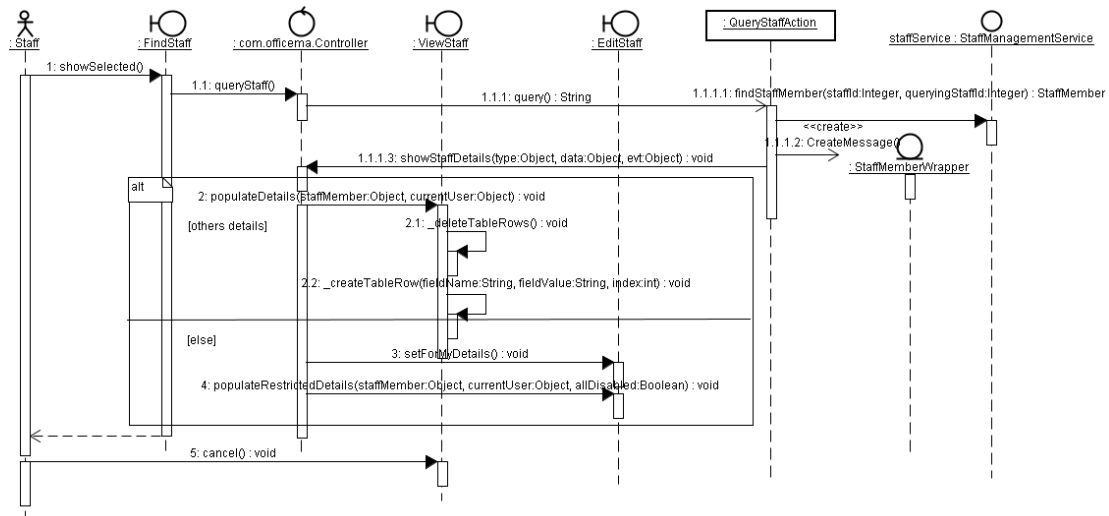 : Staff
: FindStaff
: com.officema.Controller
: ViewStaff
: EditStaff
: QueryStaffAction
staffService : StaffManagementService
1: showSelected()
1.1: queryStaff()
1.1.1: query() : String
1.1.1.1: findStaffMember(staffId:Integer, queryingStaffId:Integer) : StaffMember
<<create>>
1.1.1.2: CreateMessage()
: StaffMemberWrapper
1.1.1.3: showStaffDetails(type:Object, data:Object, evt:Object) : void
alt
2: populateDetails(staffMember:Object, currentUser:Object) : void
[others details]
2.1: _deleteTableRows() : void
2.2: _createTableRow(fieldName:String, fieldValue:String, index:int) : void
[else]
3: setForMyDetails() : void
4: populateRestrictedDetails(staffMember:Object, currentUser:Object, allDisabled:Boolean) : void
5: cancel() : void